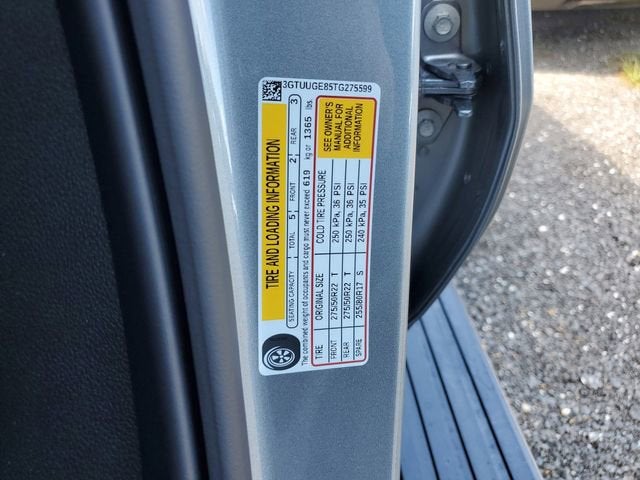 3GTUUGE85TG275599
TIRE AND LOADING INFORMATION
SEATING CAPACITY TOTAL 5 FRONT 2 REAR 3
The combined weight of occupants and cargo must never exceed 619 kg or 1365 lbs.
TIRE ORIGINAL SIZE COLD TIRE PRESSURE
FRONT 275/50R22 T 250 kPa, 36 PSI
REAR 275/50R22 T 250 kPa, 36 PSI
SPARE 255/80R17 S 240 kPa, 35 PSI
SEE OWNER'S
MANUAL FOR
ADDITIONAL
INFORMATION